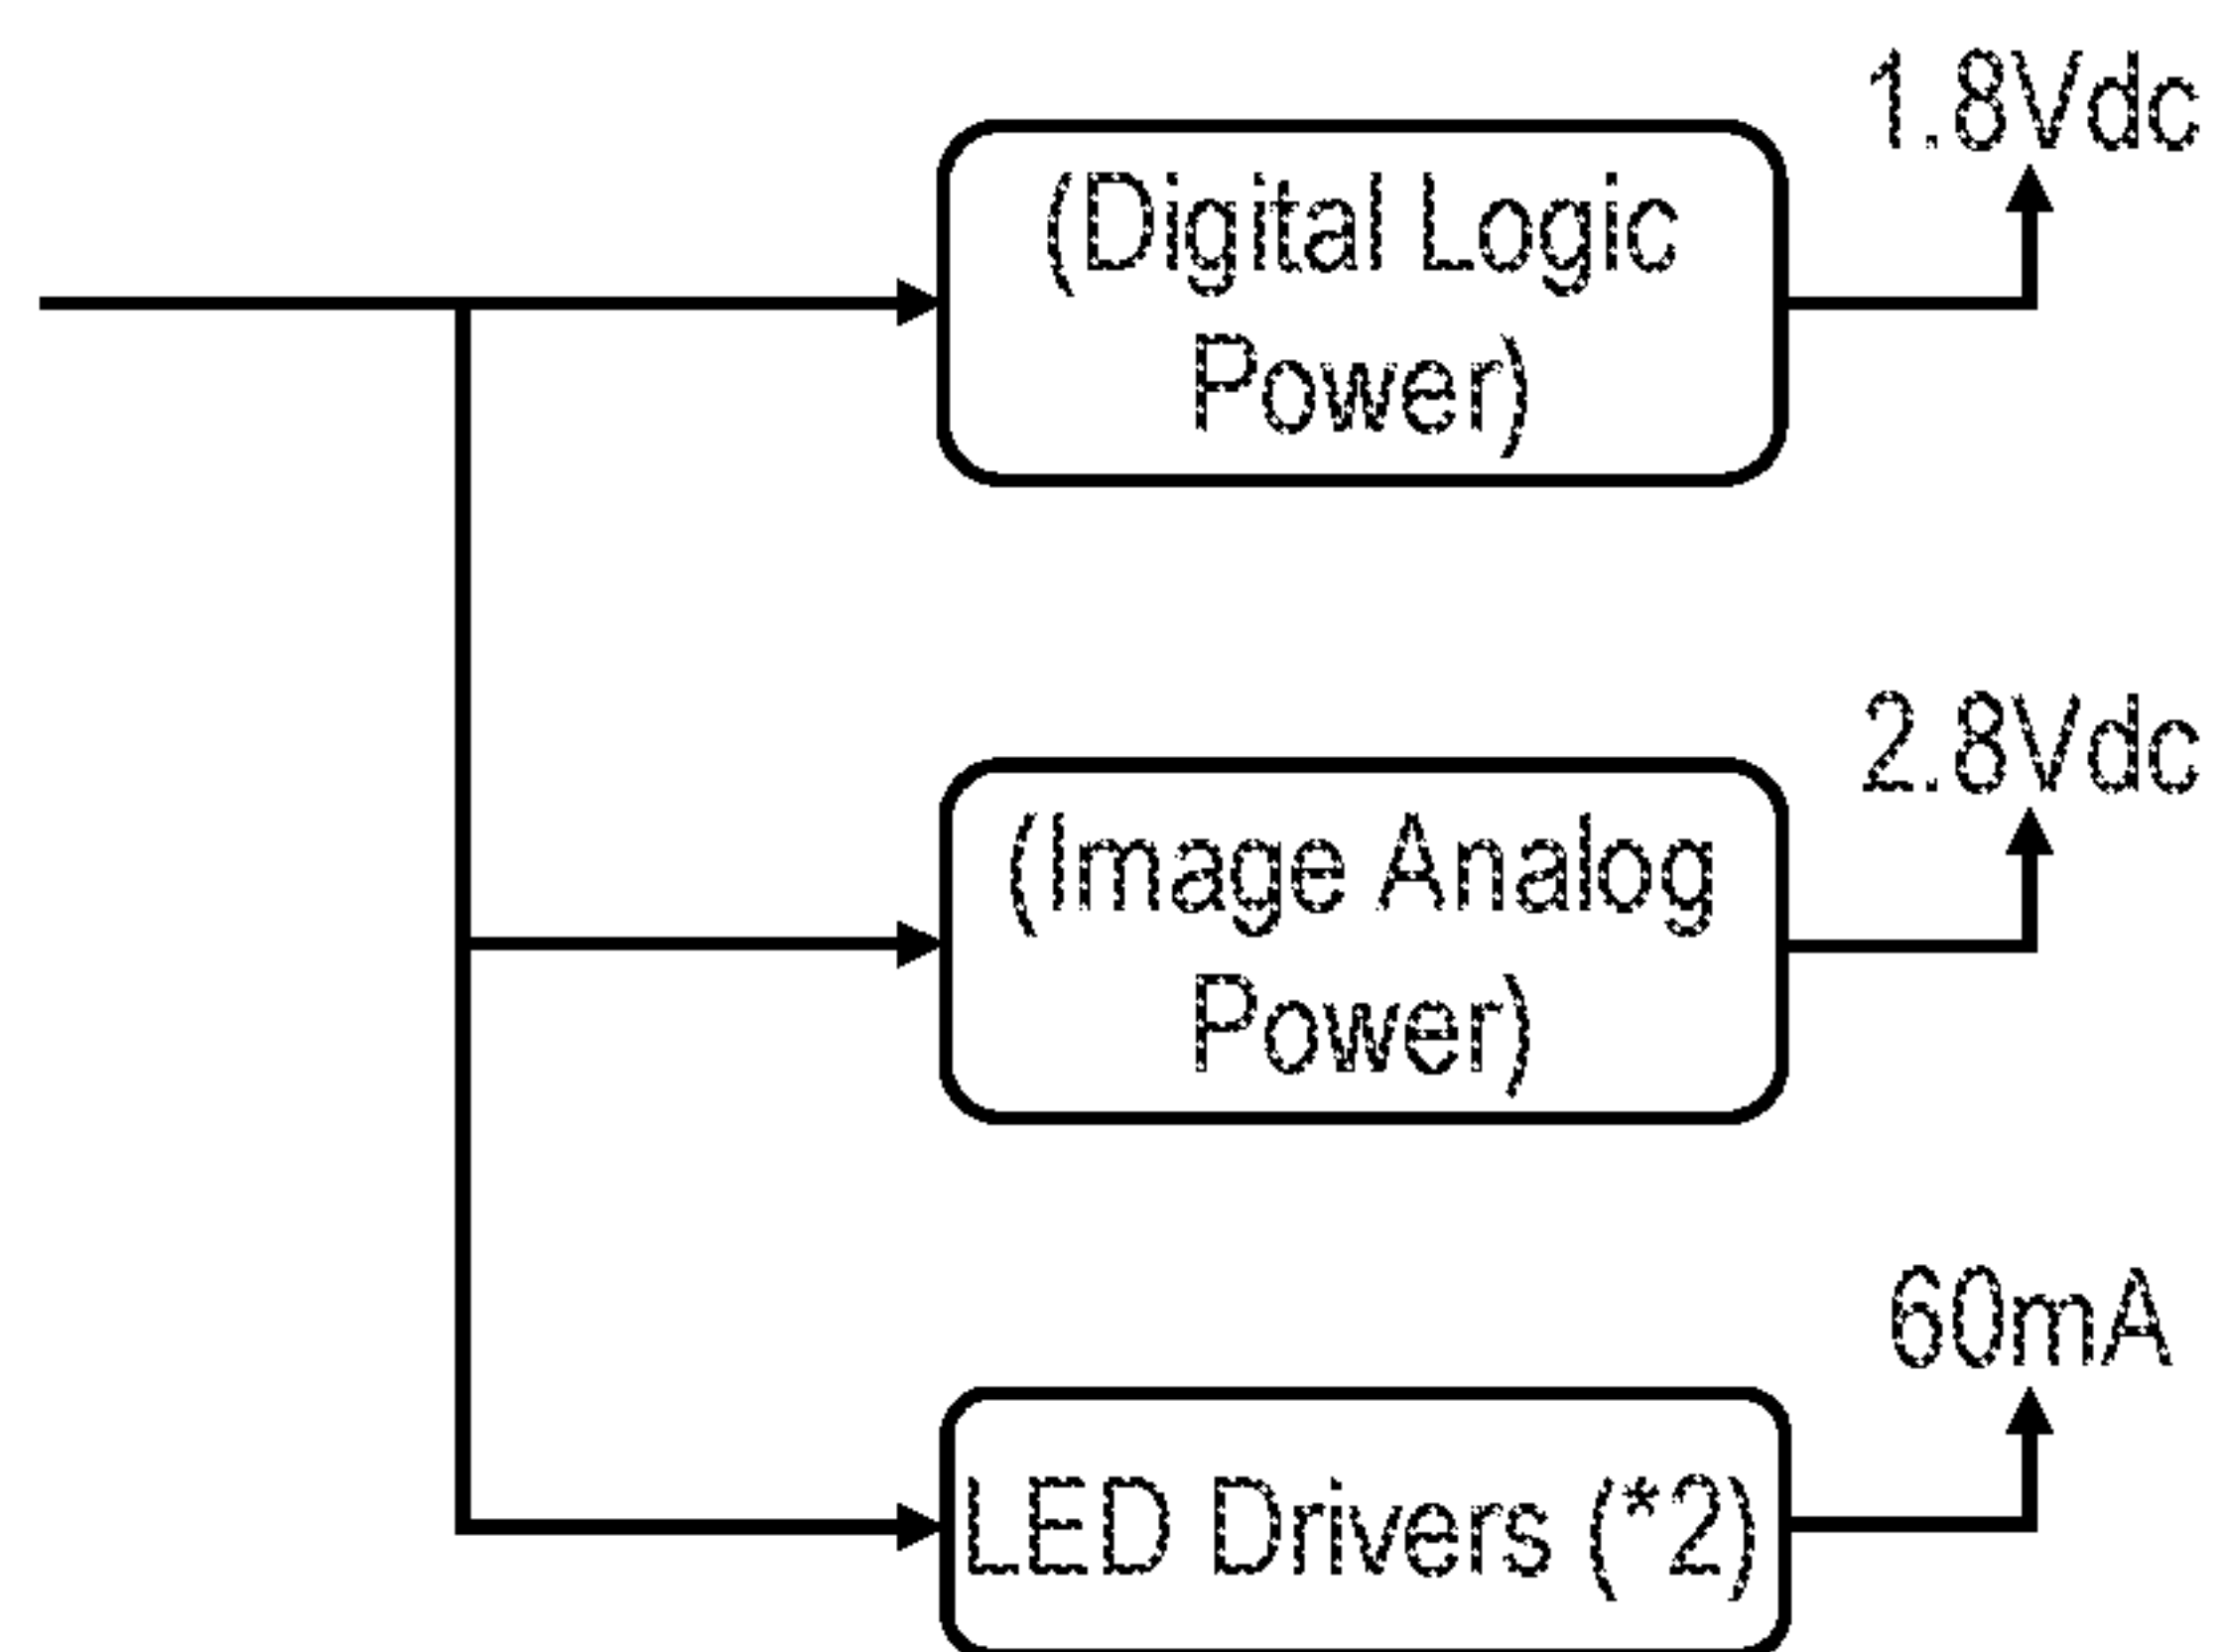 1.8Vdc
(Digital Logic
Power)
2.8Vdc
(Image Analog
Power)
60mA
LED Drivers (*2)